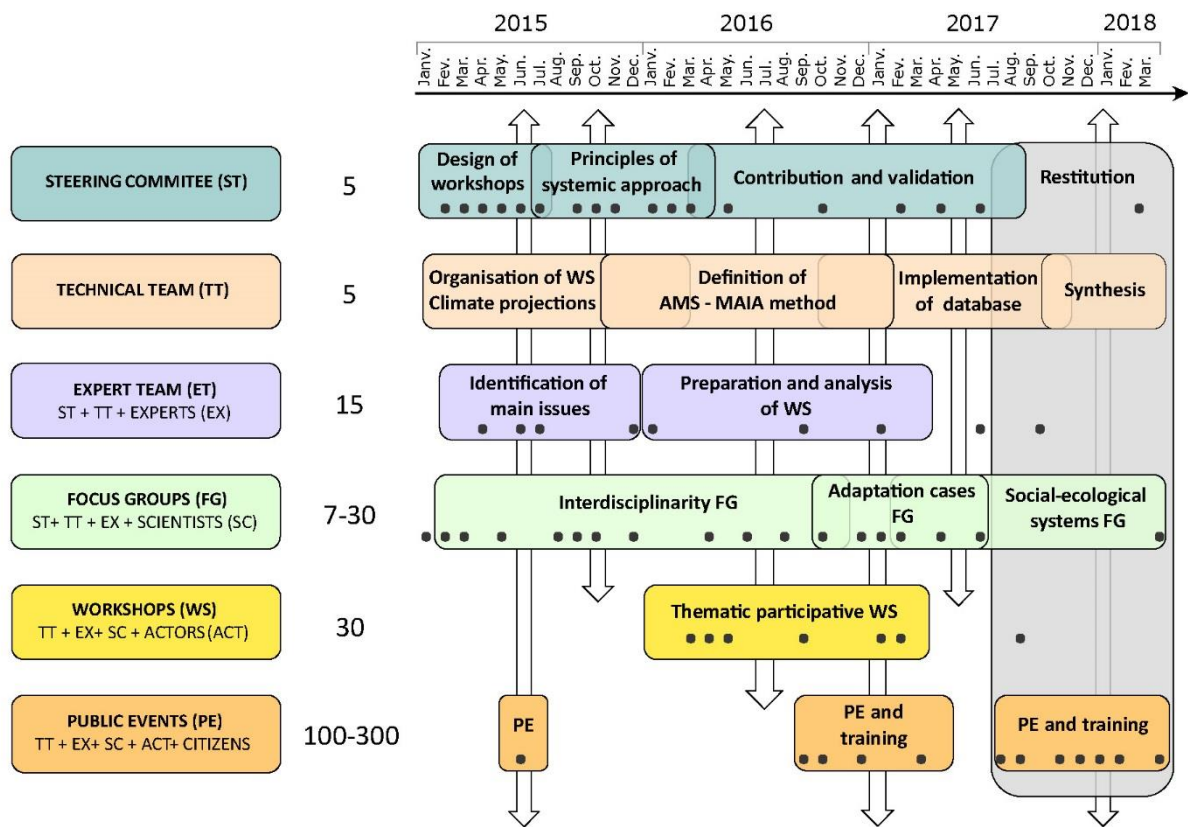 2015 2016 2017 2018
Janv. Fev. Mar. Apr. May. Jun. Jul. Aug. Sep. Oct. Nov. Dec. Janv. Fev. Mar. Apr. May. Jun. Jul. Aug. Sep. Oct. Nov. Dec. Janv. Fev. Mar. Apr. May. Jun. Jul. Aug. Sep. Oct. Nov. Dec. Janv. Fev. Mar.
STEERING COMMITEE (ST)
5
Design of
workshops
Principles of
systemic approach
Contribution and validation
Restitution
TECHNICAL TEAM (TT)
5
Organisation of WS
Climate projections
Definition of
AMS - MAIA method
Implementation
of database
Synthesis
EXPERT TEAM (ET)
ST + TT + EXPERTS (EX)
15
Identification of
main issues
Preparation and analysis
of WS
FOCUS GROUPS (FG)
ST+ TT + EX + SCIENTISTS (SC)
7-30
Interdisciplinarity FG
Adaptation cases
FG
Social-ecological
systems FG
WORKSHOPS (WS)
TT + EX+ SC + ACTORS (ACT)
30
Thematic participative WS
PUBLIC EVENTS (PE)
TT + EX+ SC + ACT+ CITIZENS
100-300
PE
PE and
training
PE and training